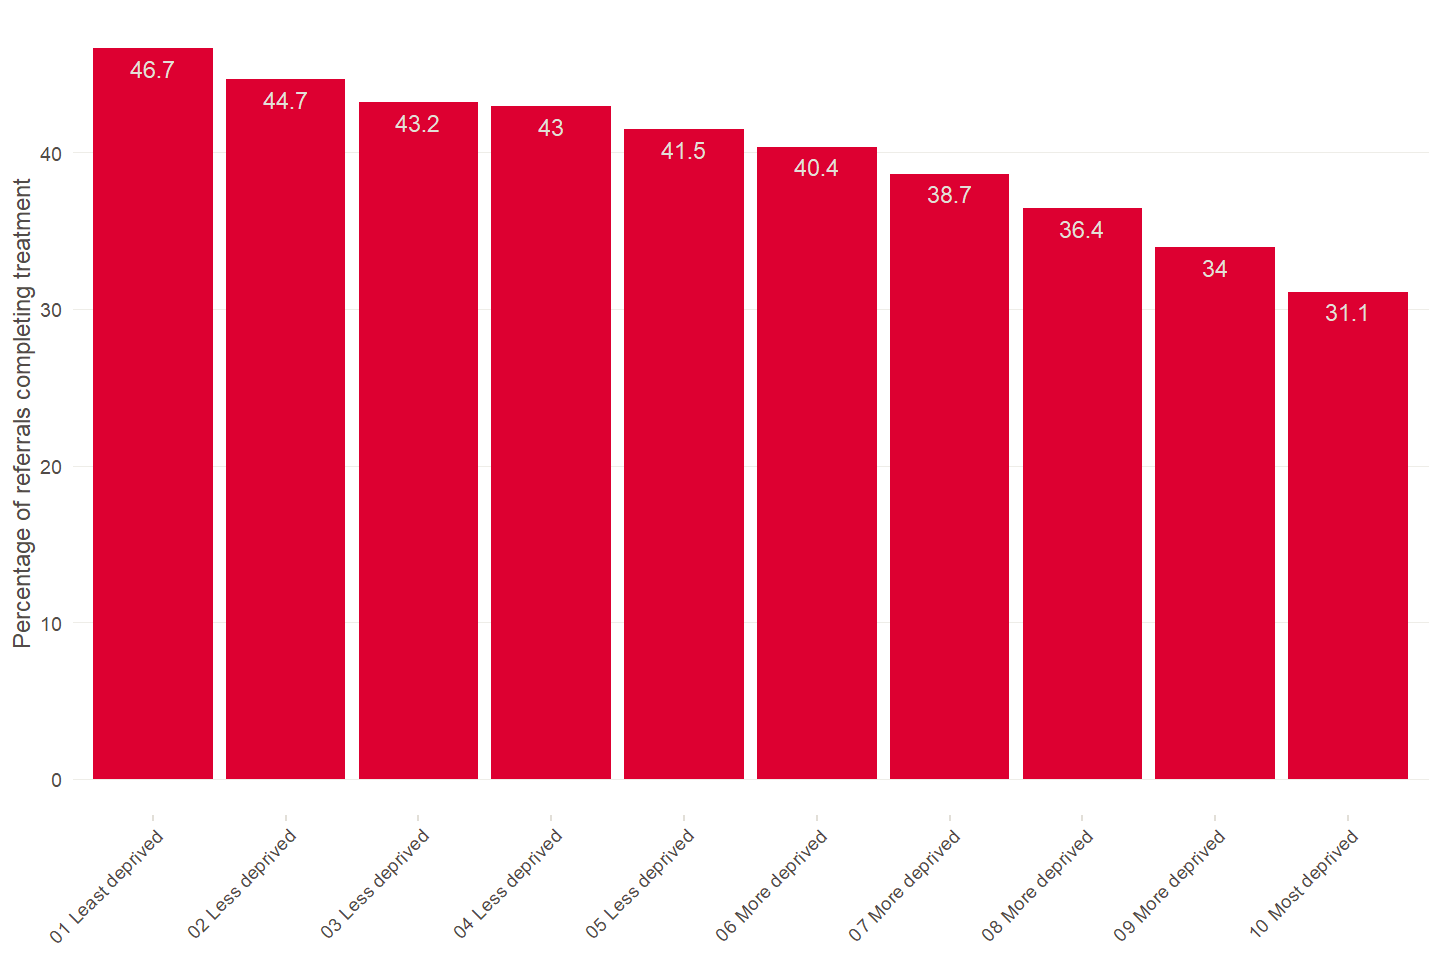 Percentage of referrals completing treatment
40
30
20
10
0
46.7
44.7
43.2
43
41.5
40.4
38.7
36.4
34
31.1
01 Least deprived
02 Less deprived
03 Less deprived
04 Less deprived
05 Less deprived
06 More deprived
07 More deprived
08 More deprived
09 More deprived
10 Most deprived